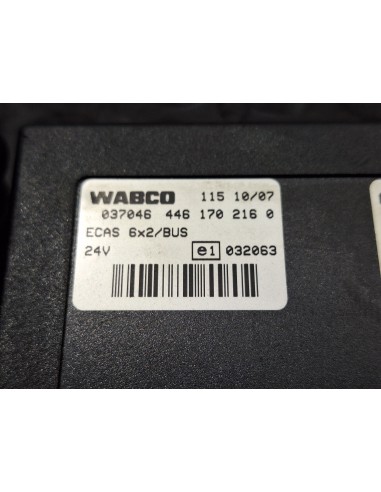 WABCO 115 10/07
037046 446 170 216 0
ECAS 6x2/BUS
24V e1 032063